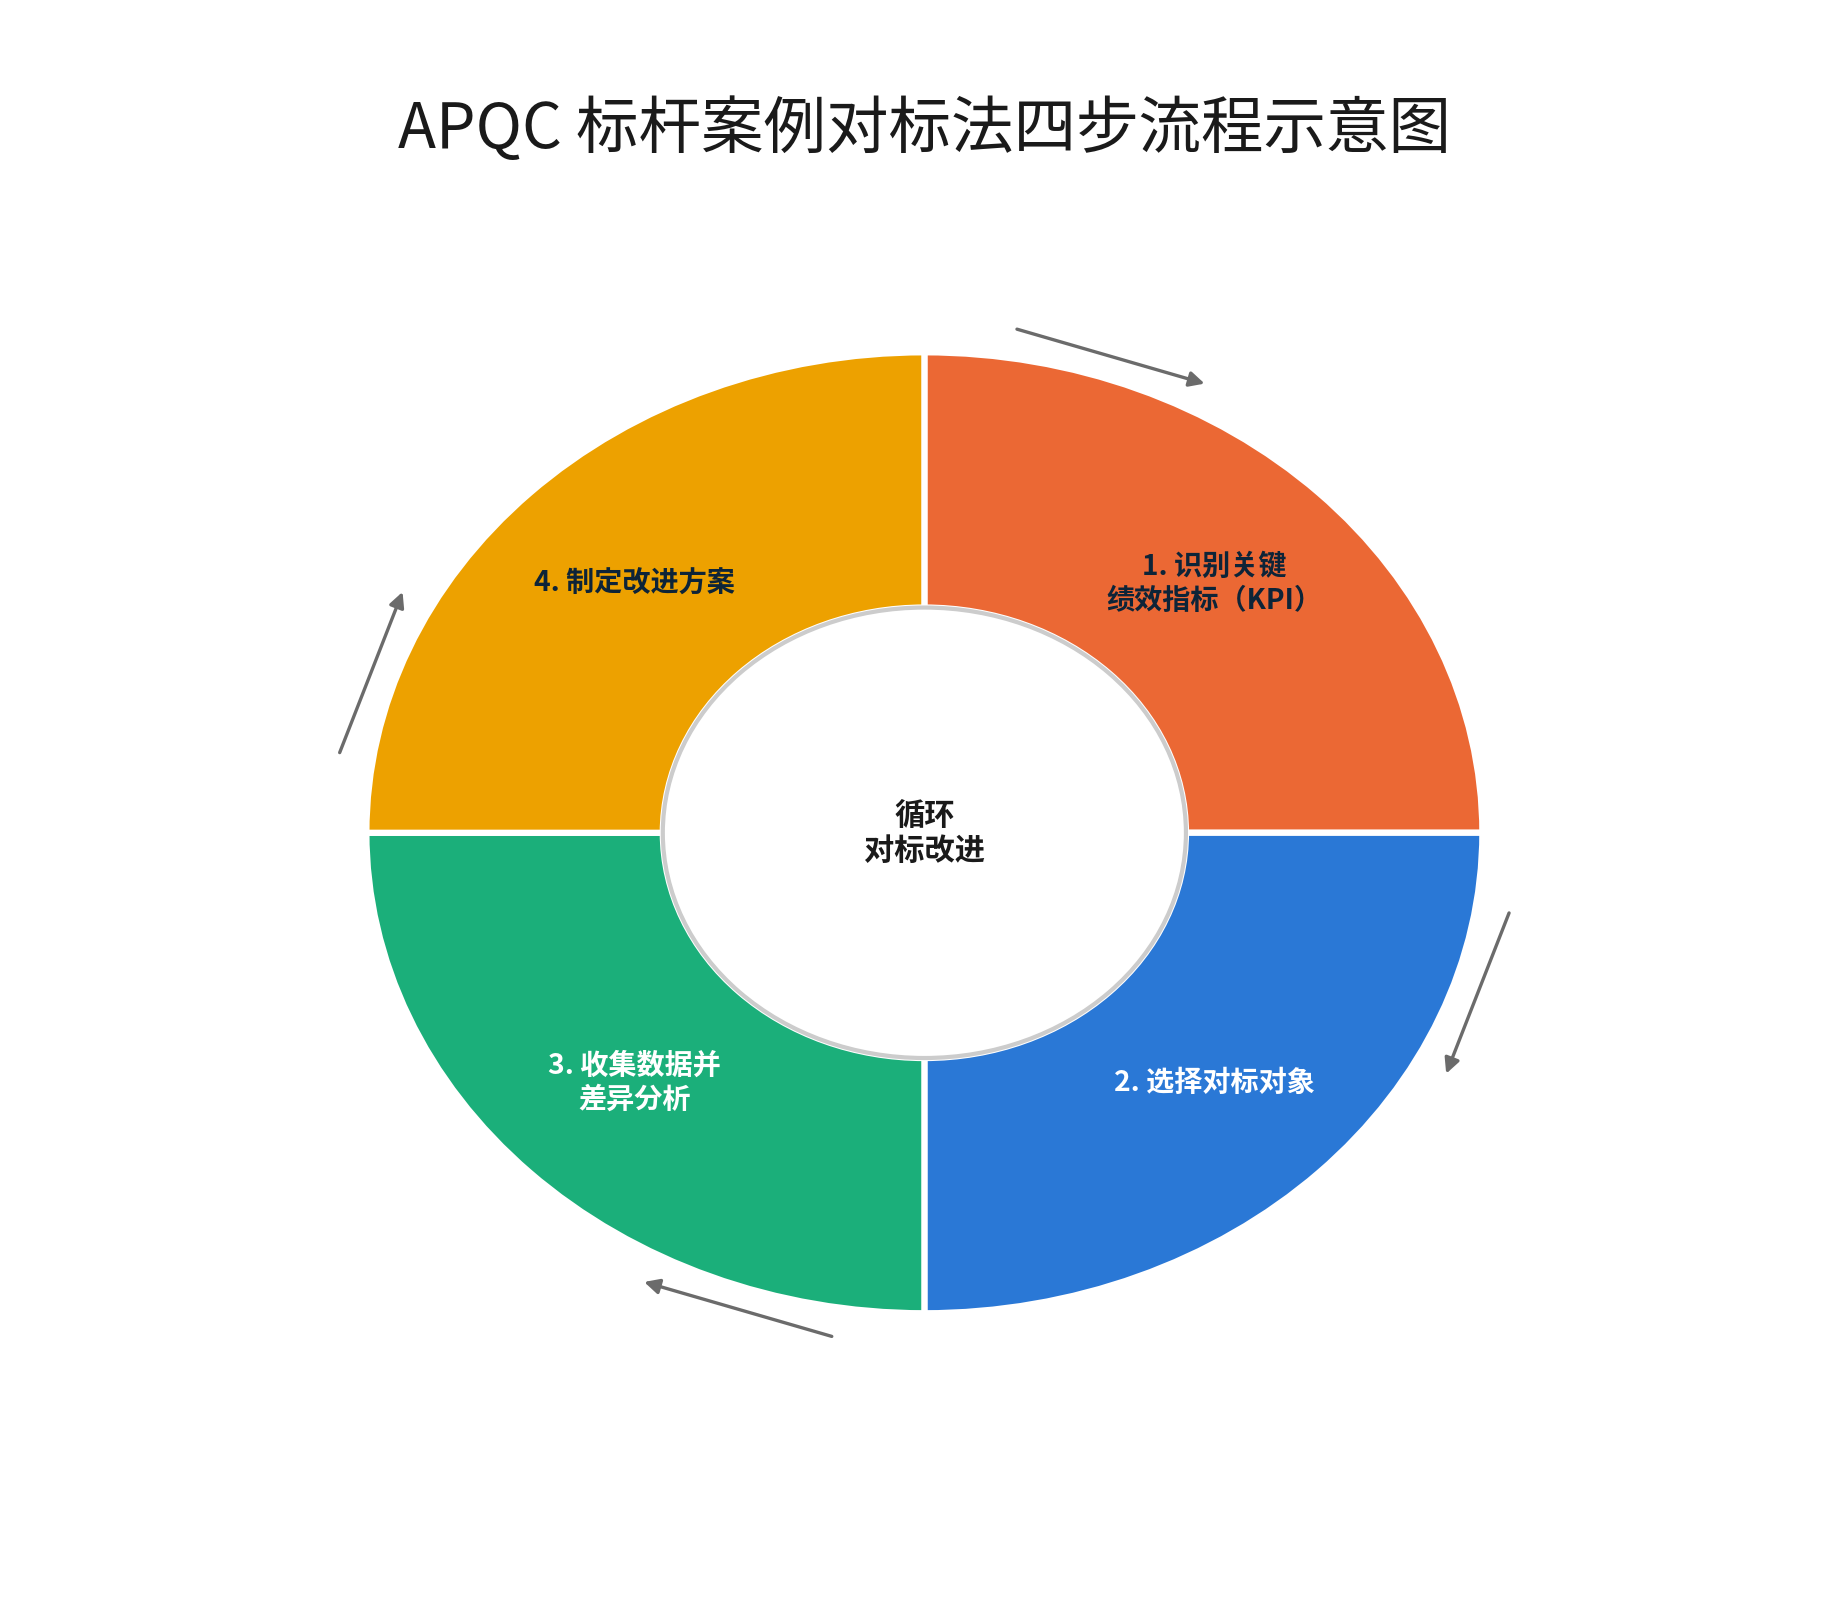 APQC 标杆案例对标法四步流程示意图
1. 识别关键
绩效指标（KPI）
2. 选择对标对象
3. 收集数据并
差异分析
4. 制定改进方案
循环
对标改进